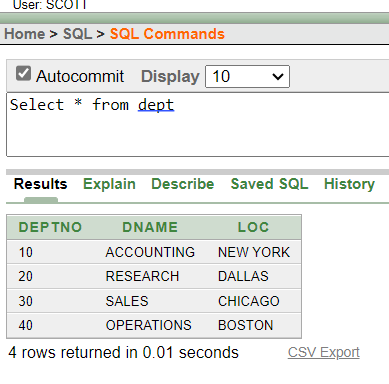 User: SCOTT
Home > SQL > SQL Commands
Autocommit Display 10
Select * from dept
Results Explain Describe Saved SQL History
DEPTNO DNAME LOC
10 ACCOUNTING NEW YORK
20 RESEARCH DALLAS
30 SALES CHICAGO
40 OPERATIONS BOSTON
4 rows returned in 0.01 seconds CSV Export